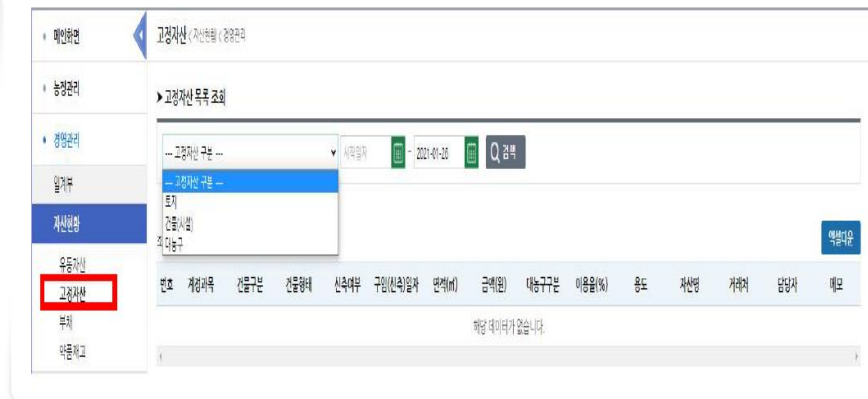 메인화면
농정관리
경영관리
일계부
자산현황
유동자산
고정자산
부채
약품재고
고정자산 < 자산현황 < 경영관리
고정자산 목록 조회
--- 고정자산 구분 --- 시작일자 - 2021-01-26 검색
--- 고정자산 구분 ---
토지
건물(시설)
대농구
엑셀다운
번호 계정과목 건물구분 건물형태 신축여부 구입(신축)일자 면적(㎡) 금액(원) 대농구구분 이용율(%) 용도 자산명 거래처 담당자 메모
해당 데이터가 없습니다.